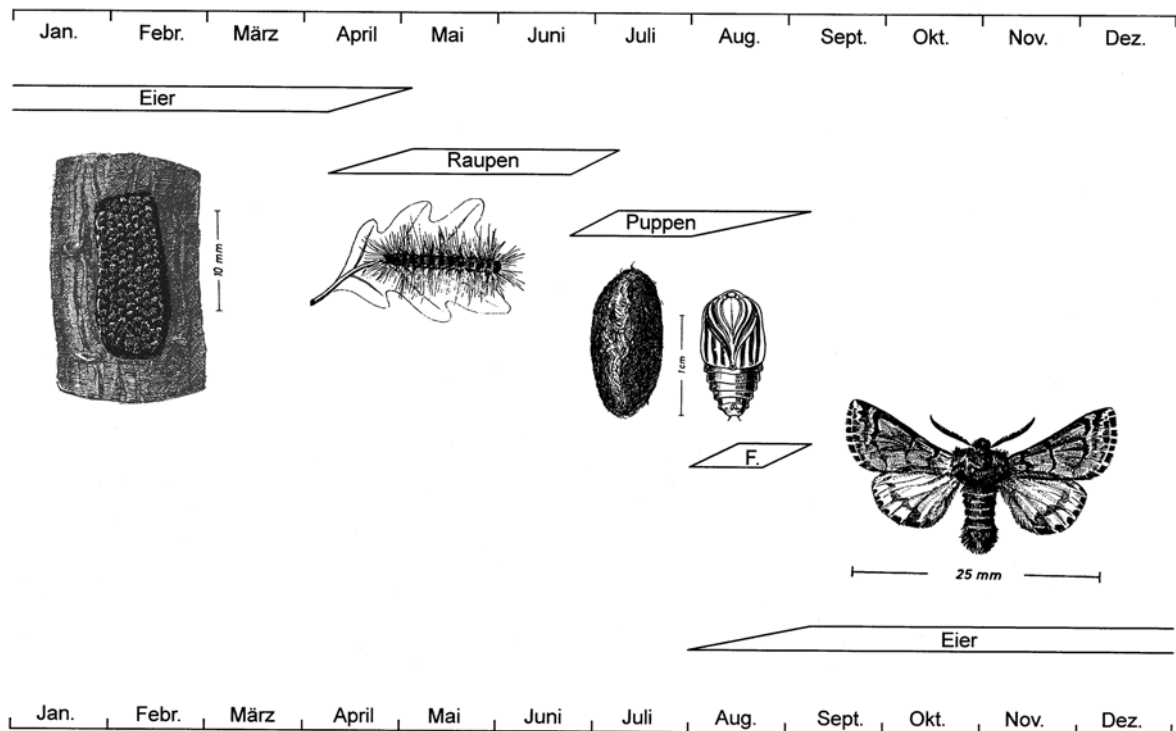 Jan. Febr. März April Mai Juni Juli Aug. Sept. Okt. Nov. Dez.
Eier
Raupen
10 mm
Puppen
1 cm
F.
25 mm
Eier
Jan. Febr. März April Mai Juni Juli Aug. Sept. Okt. Nov. Dez.